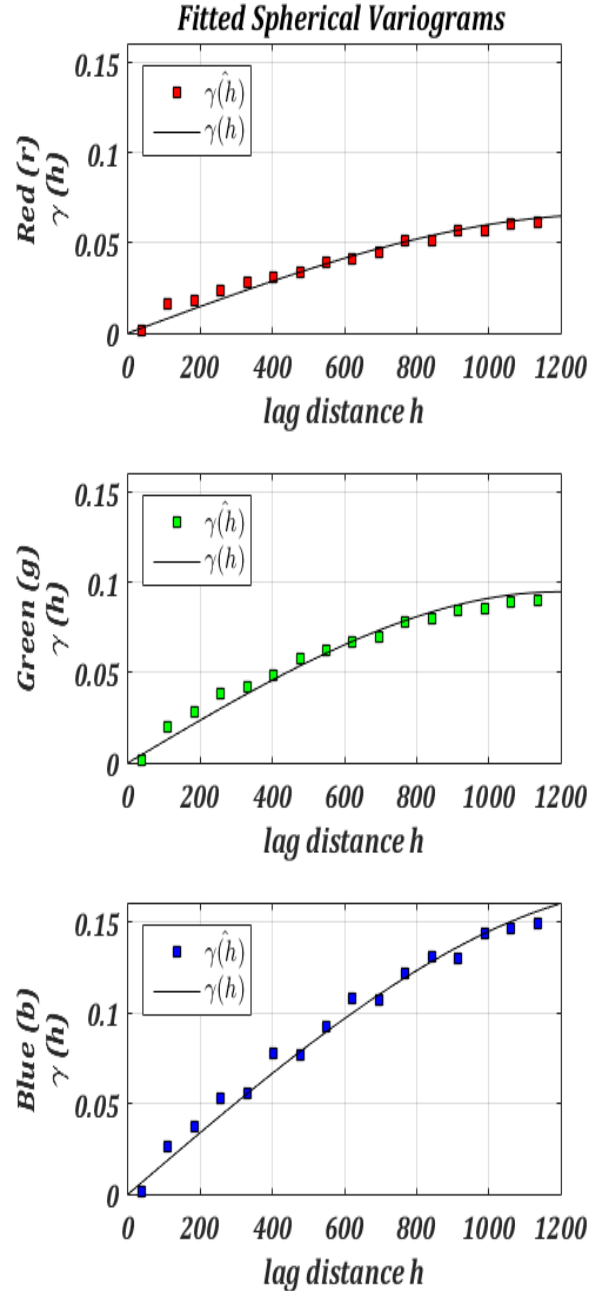 Fitted Spherical Variograms
Red (r)
γ (h)
0.15
0.1
0.05
0
γ(ĥ)
γ(h)
0 200 400 600 800 1000 1200
lag distance h
Green (g)
γ (h)
0.15
0.1
0.05
0
γ(ĥ)
γ(h)
0 200 400 600 800 1000 1200
lag distance h
Blue (b)
γ (h)
0.15
0.1
0.05
0
γ(ĥ)
γ(h)
0 200 400 600 800 1000 1200
lag distance h